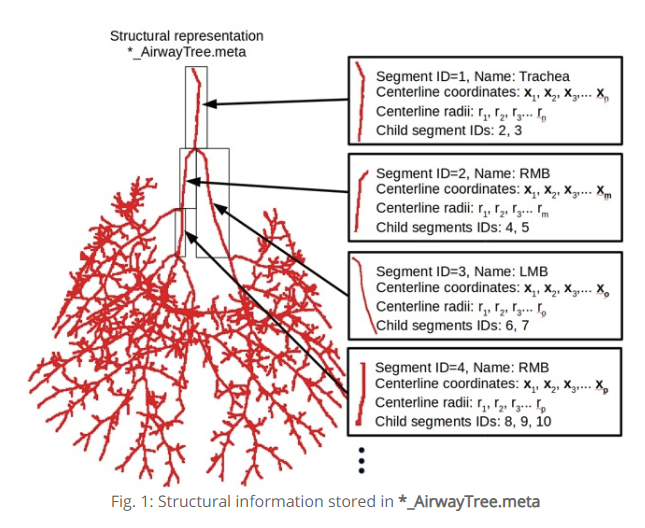 Structural representation
*_AirwayTree.meta
Segment ID=1, Name: Trachea
Centerline coordinates: x₁, x₂, x₃,... xₙ
Centerline radii: r₁, r₂, r₃... rₙ
Child segment IDs: 2, 3
Segment ID=2, Name: RMB
Centerline coordinates: x₁, x₂, x₃,... xₘ
Centerline radii: r₁, r₂, r₃... rₘ
Child segments IDs: 4, 5
Segment ID=3, Name: LMB
Centerline coordinates: x₁, x₂, x₃,... xₒ
Centerline radii: r₁, r₂, r₃... rₒ
Child segments IDs: 6, 7
Segment ID=4, Name: RMB
Centerline coordinates: x₁, x₂, x₃,... xₚ
Centerline radii: r₁, r₂, r₃... rₚ
Child segments IDs: 8, 9, 10
Fig. 1: Structural information stored in *_AirwayTree.meta